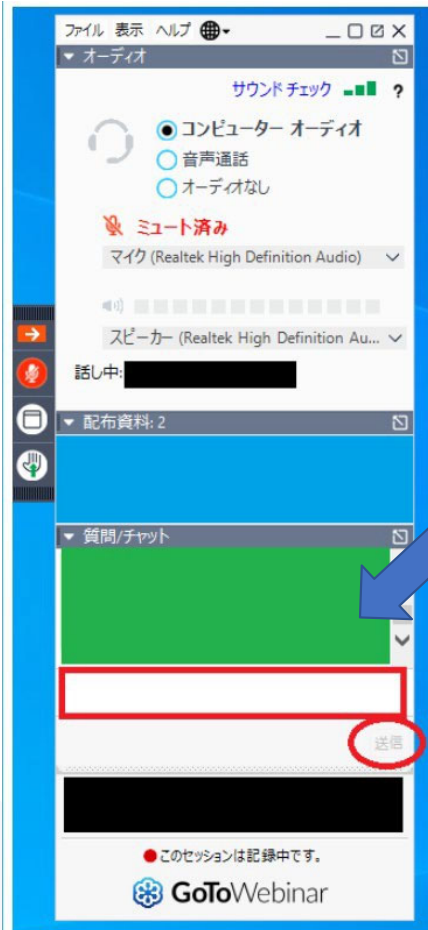 ファイル 表示 ヘルプ
オーディオ
サウンド チェック ?
コンピューター オーディオ
音声通話
オーディオなし
ミュート済み
マイク (Realtek High Definition Audio)
スピーカー (Realtek High Definition Au...
話し中:
配布資料: 2
質問/チャット
送信
このセッションは記録中です。
GoToWebinar